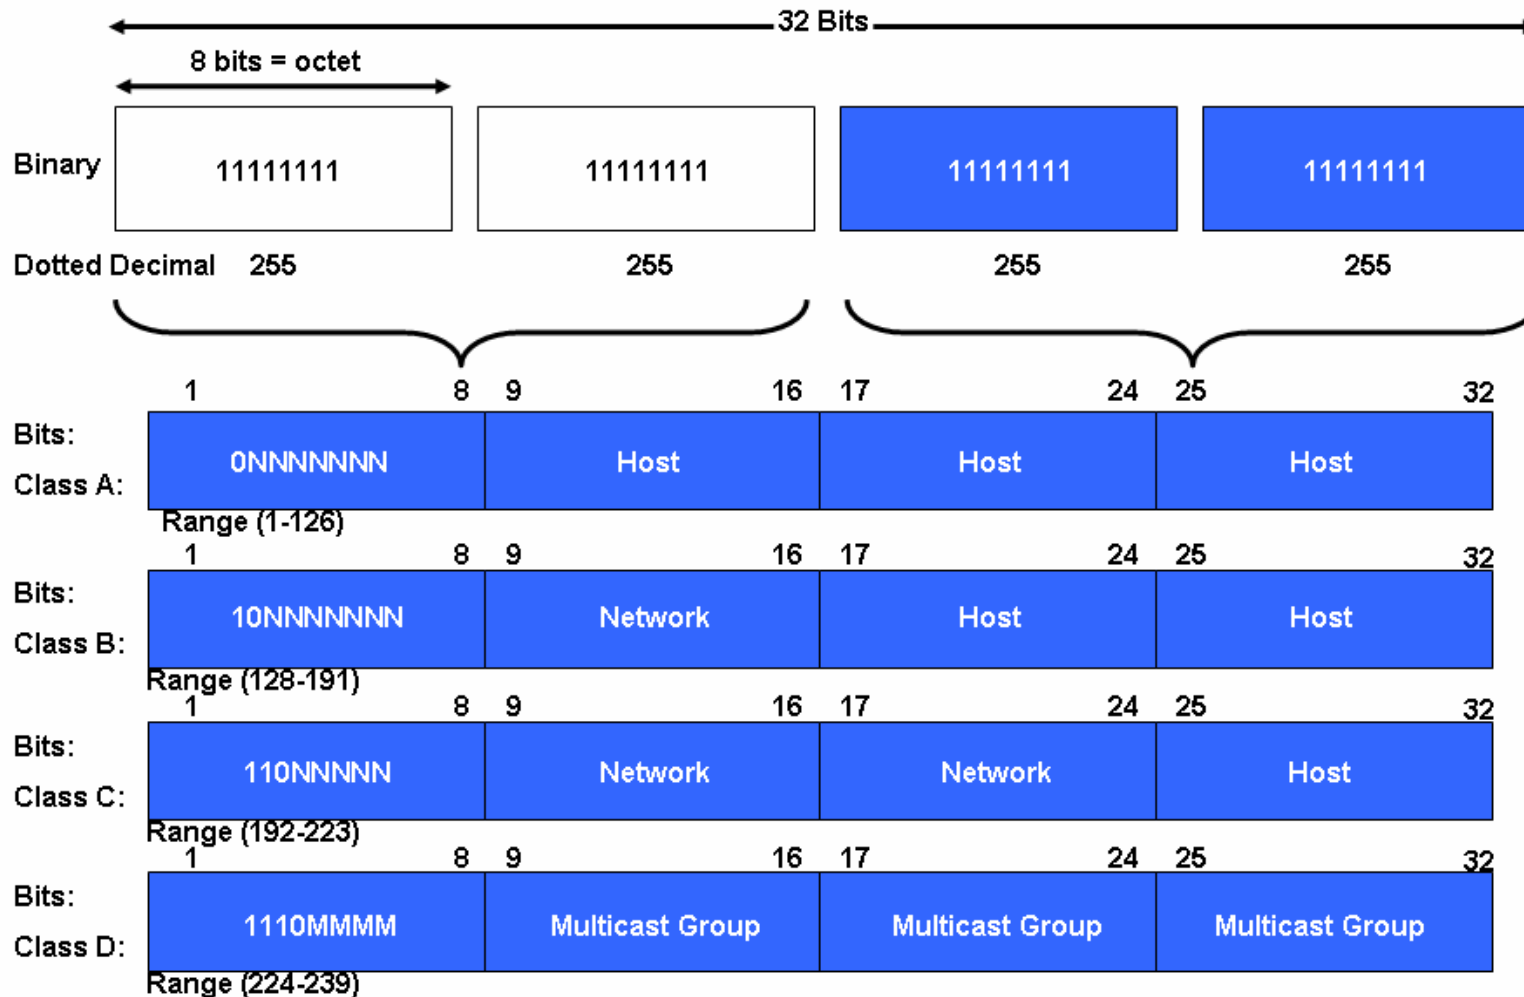 32 Bits
8 bits = octet
Binary 11111111 11111111 11111111 11111111
Dotted Decimal 255 255 255 255
1 8 9 16 17 24 25 32
Bits:
Class A: 0NNNNNNN Host Host Host
Range (1-126)
1 8 9 16 17 24 25 32
Bits:
Class B: 10NNNNNNN Network Host Host
Range (128-191)
1 8 9 16 17 24 25 32
Bits:
Class C: 110NNNNN Network Network Host
Range (192-223)
1 8 9 16 17 24 25 32
Bits:
Class D: 1110MMMM Multicast Group Multicast Group Multicast Group
Range (224-239)